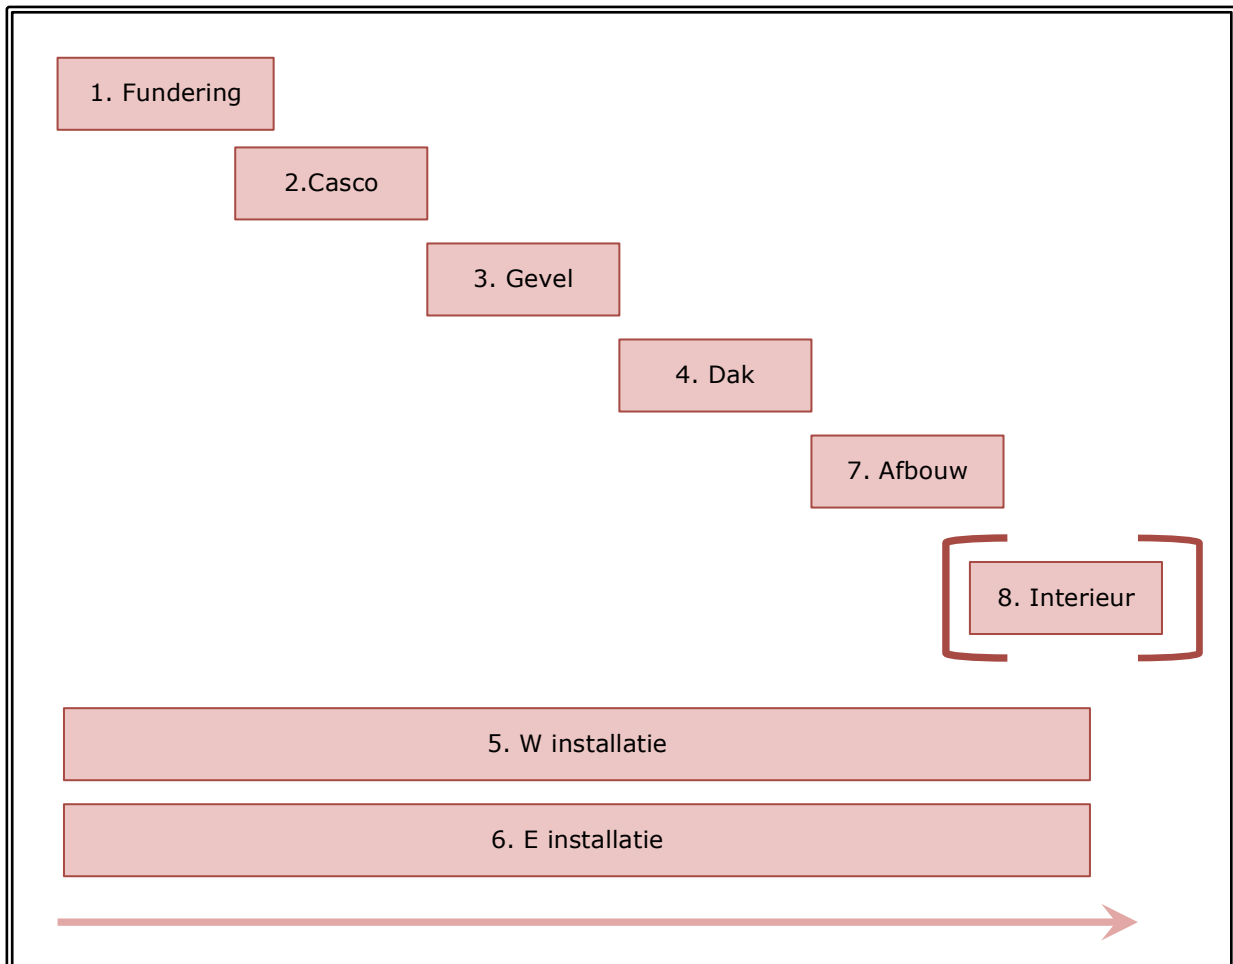 1. Fundering
2.Casco
3. Gevel
4. Dak
7. Afbouw
8. Interieur
5. W installatie
6. E installatie